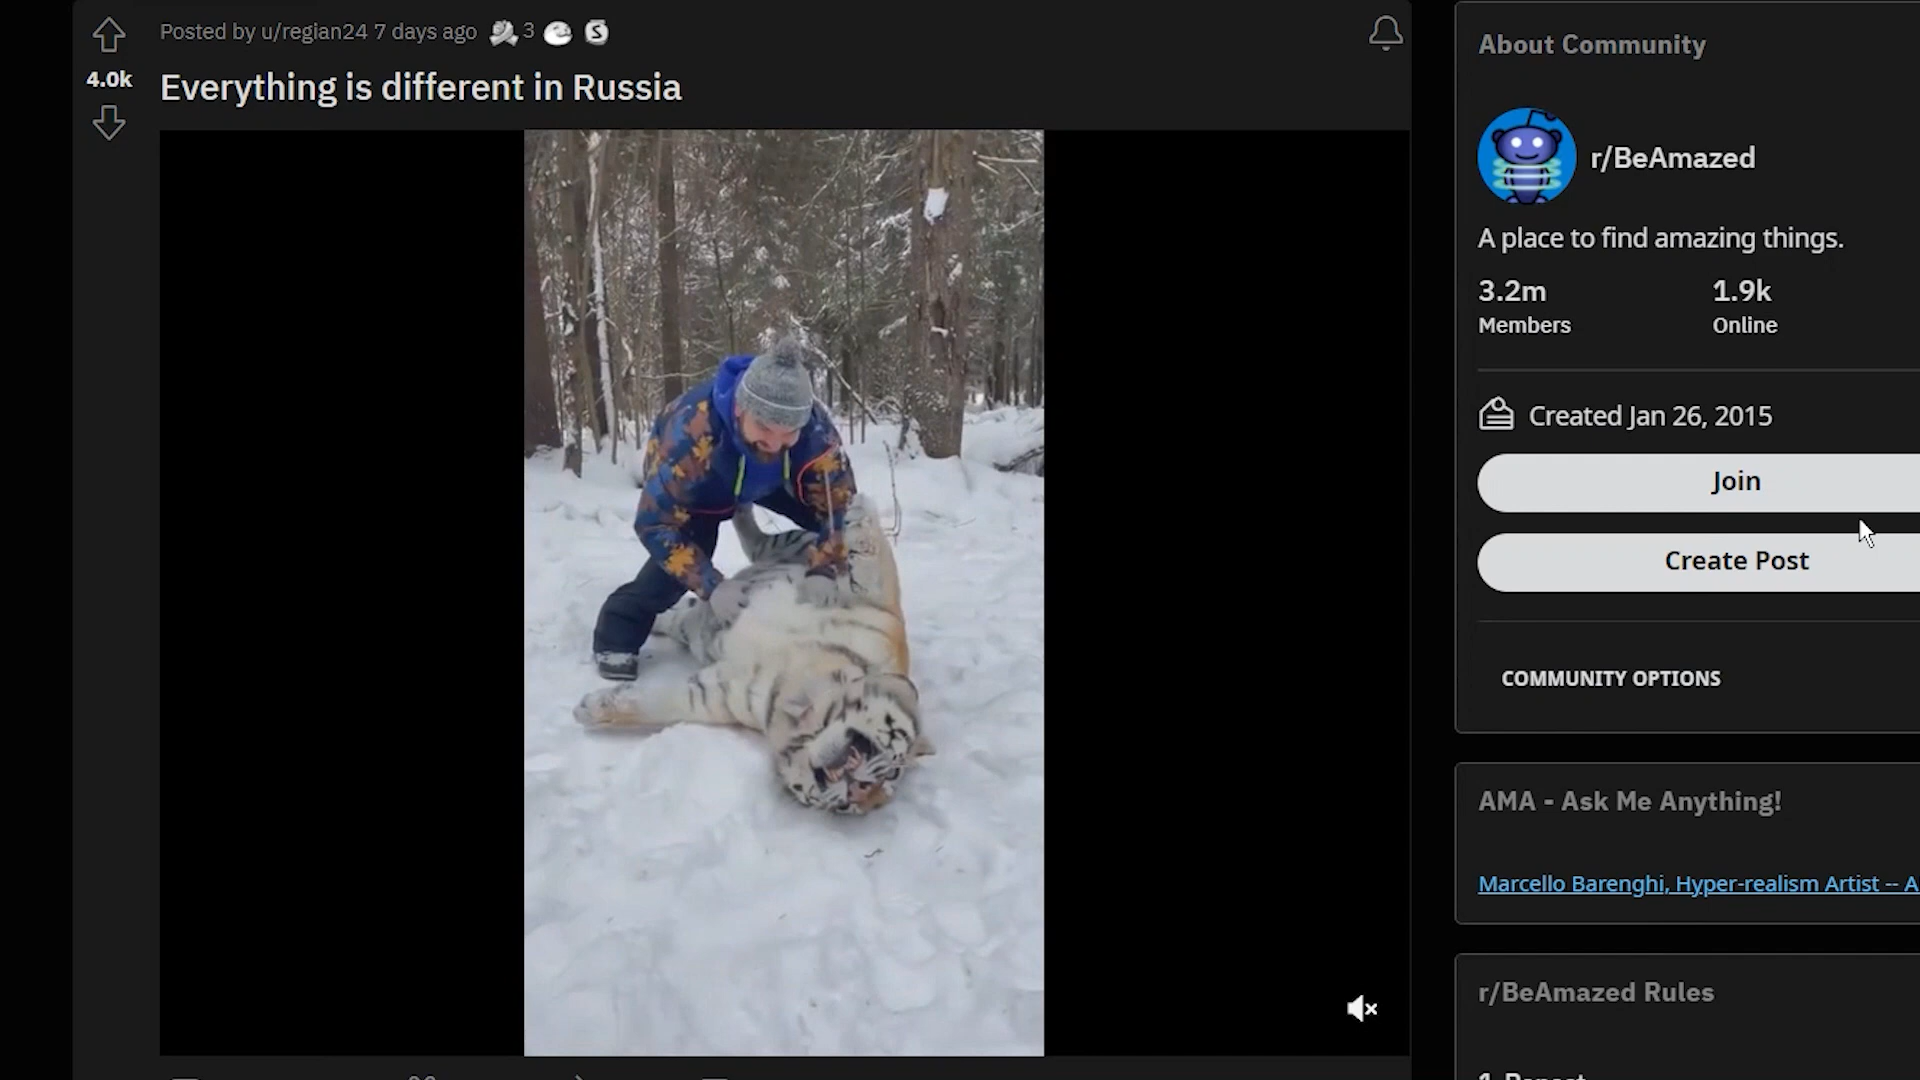 Posted by u/regian24 7 days ago 3 S
4.0k
Everything is different in Russia
About Community
r/BeAmazed
A place to find amazing things.
3.2m 1.9k
Members Online
Created Jan 26, 2015
Join
Create Post
COMMUNITY OPTIONS
AMA - Ask Me Anything!
Marcello Barenghi, Hyper-realism Artist -- A
r/BeAmazed Rules